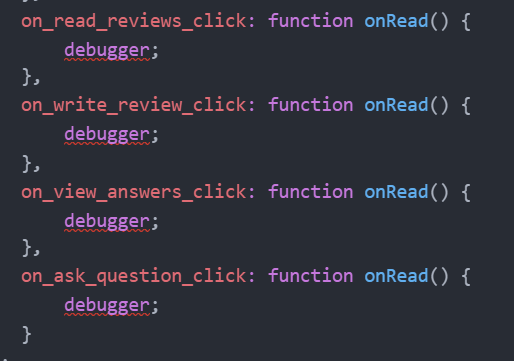 on_read_reviews_click: function onRead() {
debugger;
},
on_write_review_click: function onRead() {
debugger;
},
on_view_answers_click: function onRead() {
debugger;
},
on_ask_question_click: function onRead() {
debugger;
}